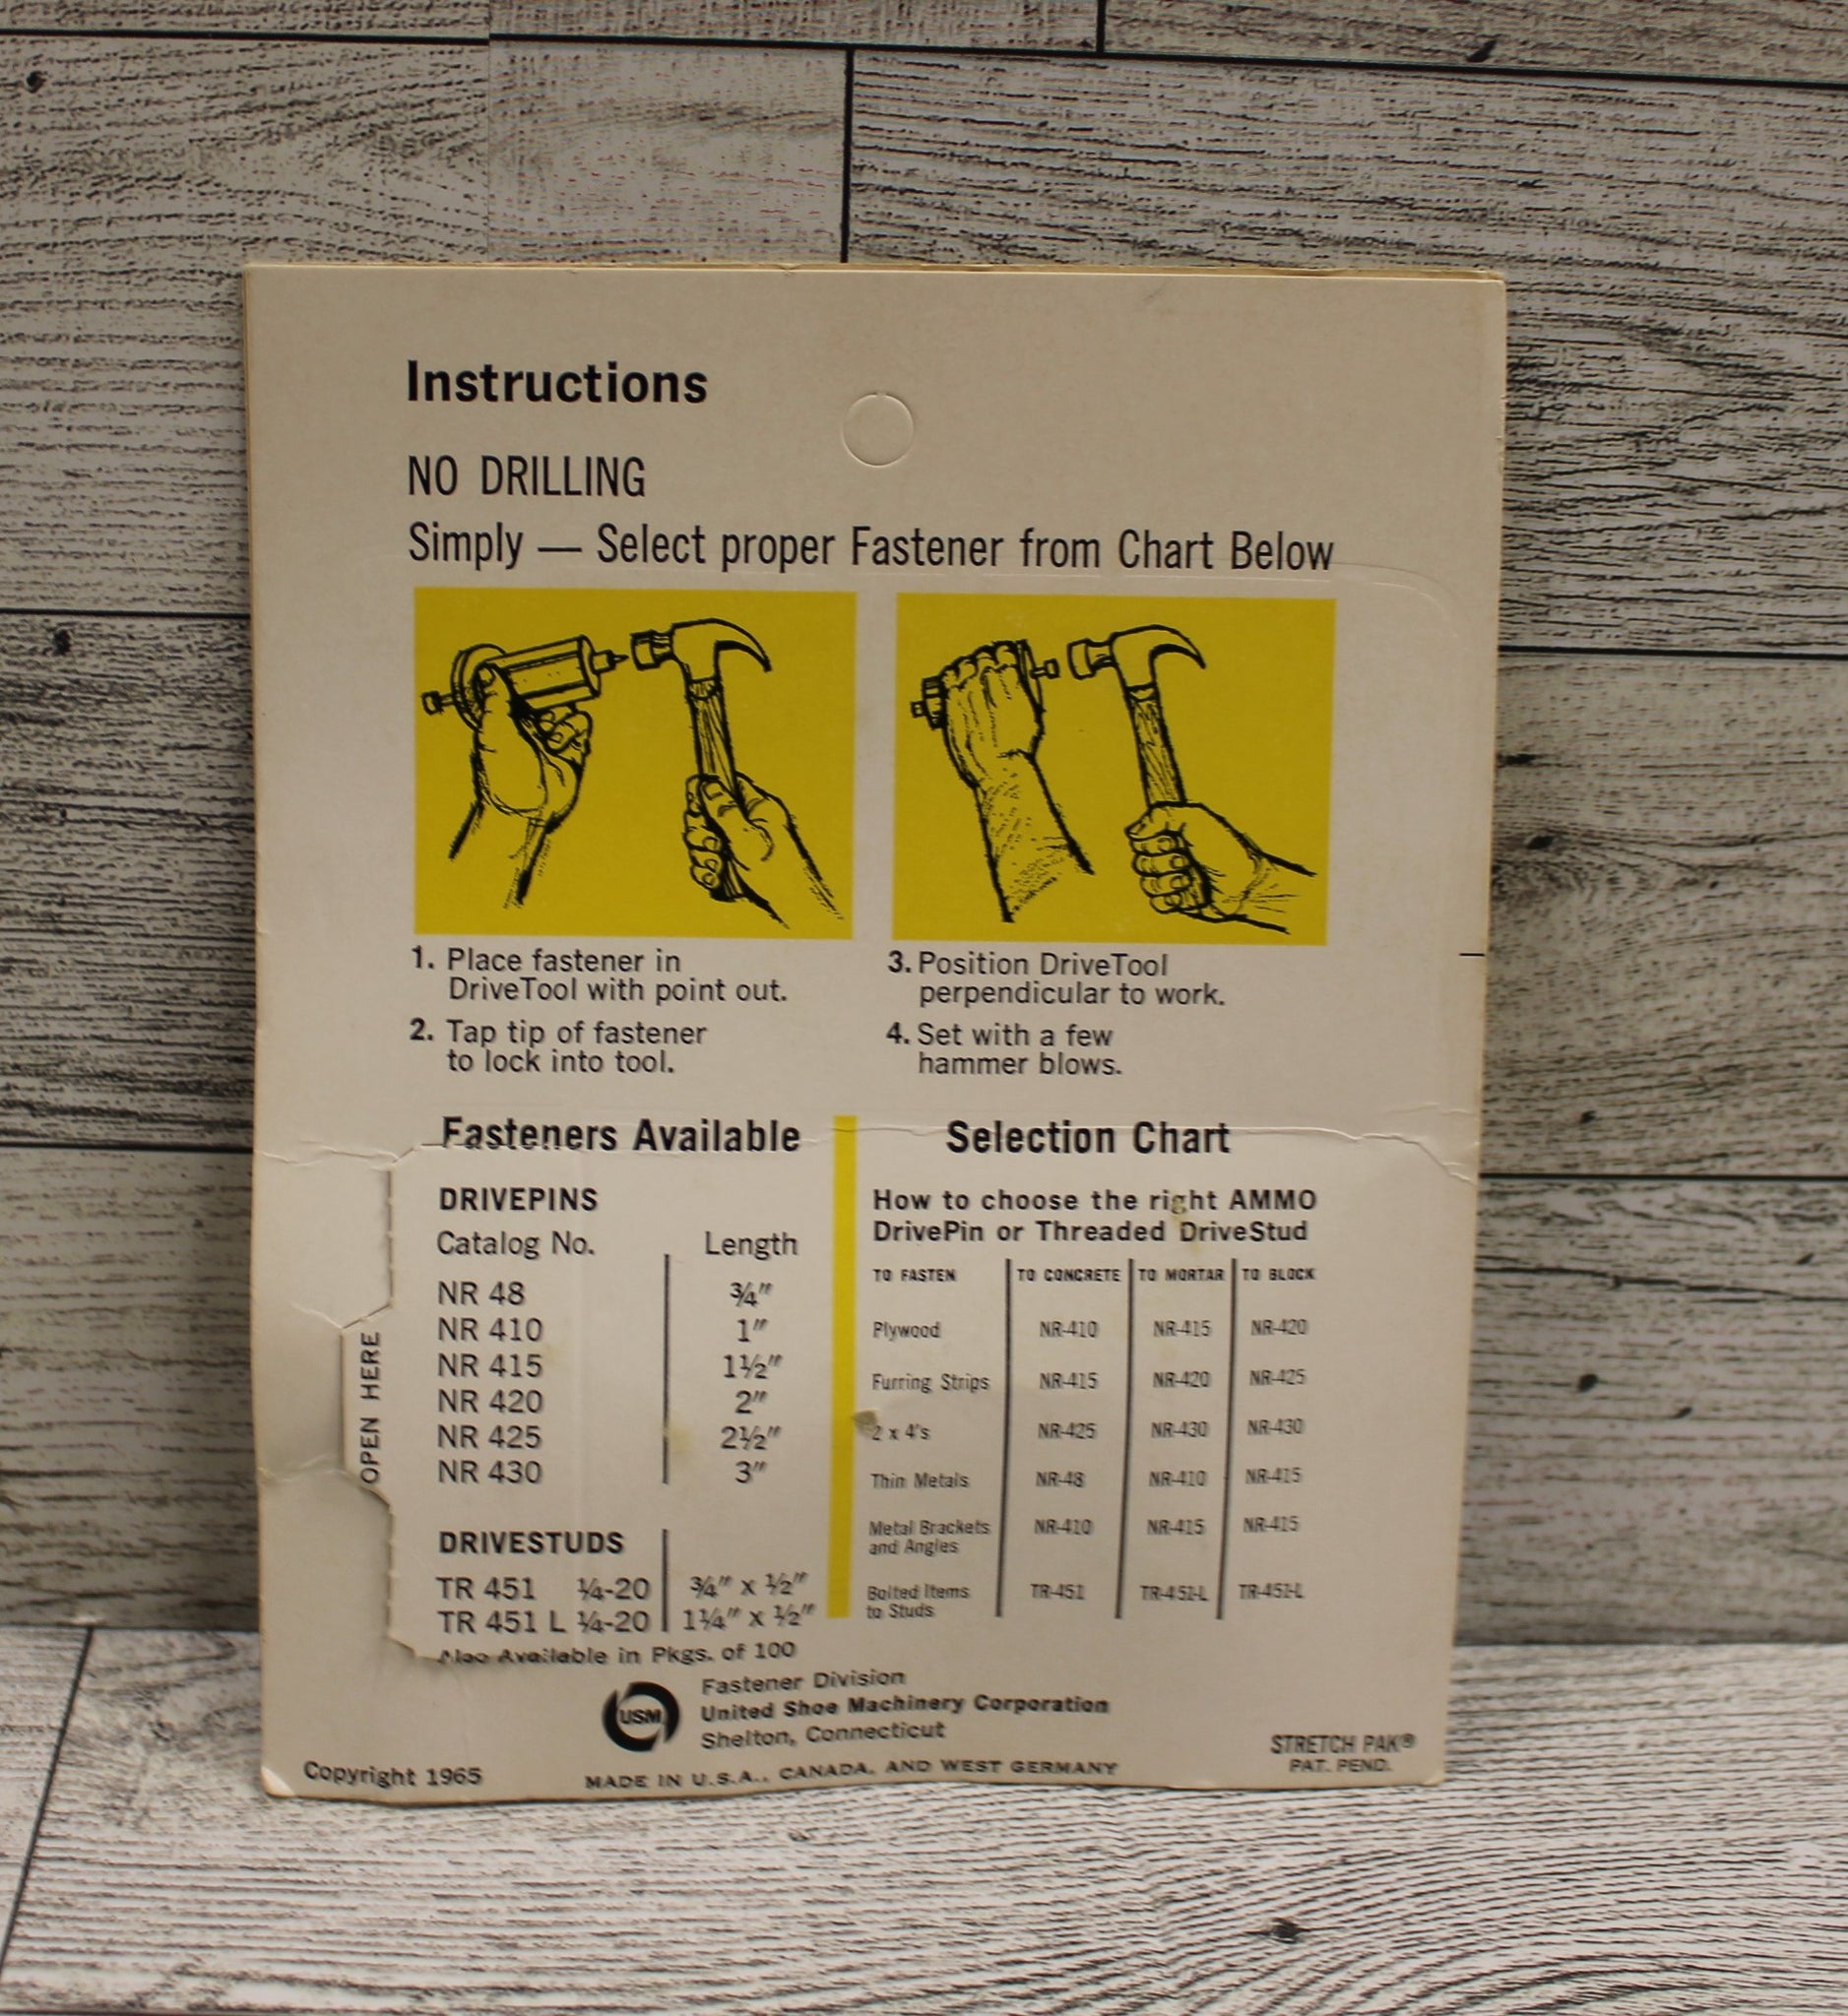 Instructions
NO DRILLING
Simply — Select proper Fastener from Chart Below
1. Place fastener in
DriveTool with point out.
2. Tap tip of fastener
to lock into tool.
3. Position DriveTool
perpendicular to work.
4. Set with a few
hammer blows.
Fasteners Available
DRIVEPINS
Catalog No. Length
NR 48 ¾"
NR 410 1"
NR 415 1½"
NR 420 2"
NR 425 2½"
NR 430 3"
DRIVESTUDS
TR 451 ¼-20 ¾" x ½"
TR 451 L ¼-20 1¼" x ½"
Also Available in Pkgs. of 100
OPEN HERE
Selection Chart
How to choose the right AMMO
DrivePin or Threaded DriveStud
TO FASTEN TO CONCRETE TO MORTAR TO BLOCK
Plywood NR-410 NR-415 NR-420
Furring Strips NR-415 NR-420 NR-425
2 x 4's NR-425 NR-430 NR-430
Thin Metals NR-48 NR-410 NR-415
Metal Brackets NR-410 NR-415 NR-415
and Angles
Bolted Items TR-451 TR-451-L TR-451-L
to Studs
USM
Fastener Division
United Shoe Machinery Corporation
Shelton, Connecticut
STRETCH PAK®
PAT. PEND.
Copyright 1965
MADE IN U.S.A., CANADA, AND WEST GERMANY